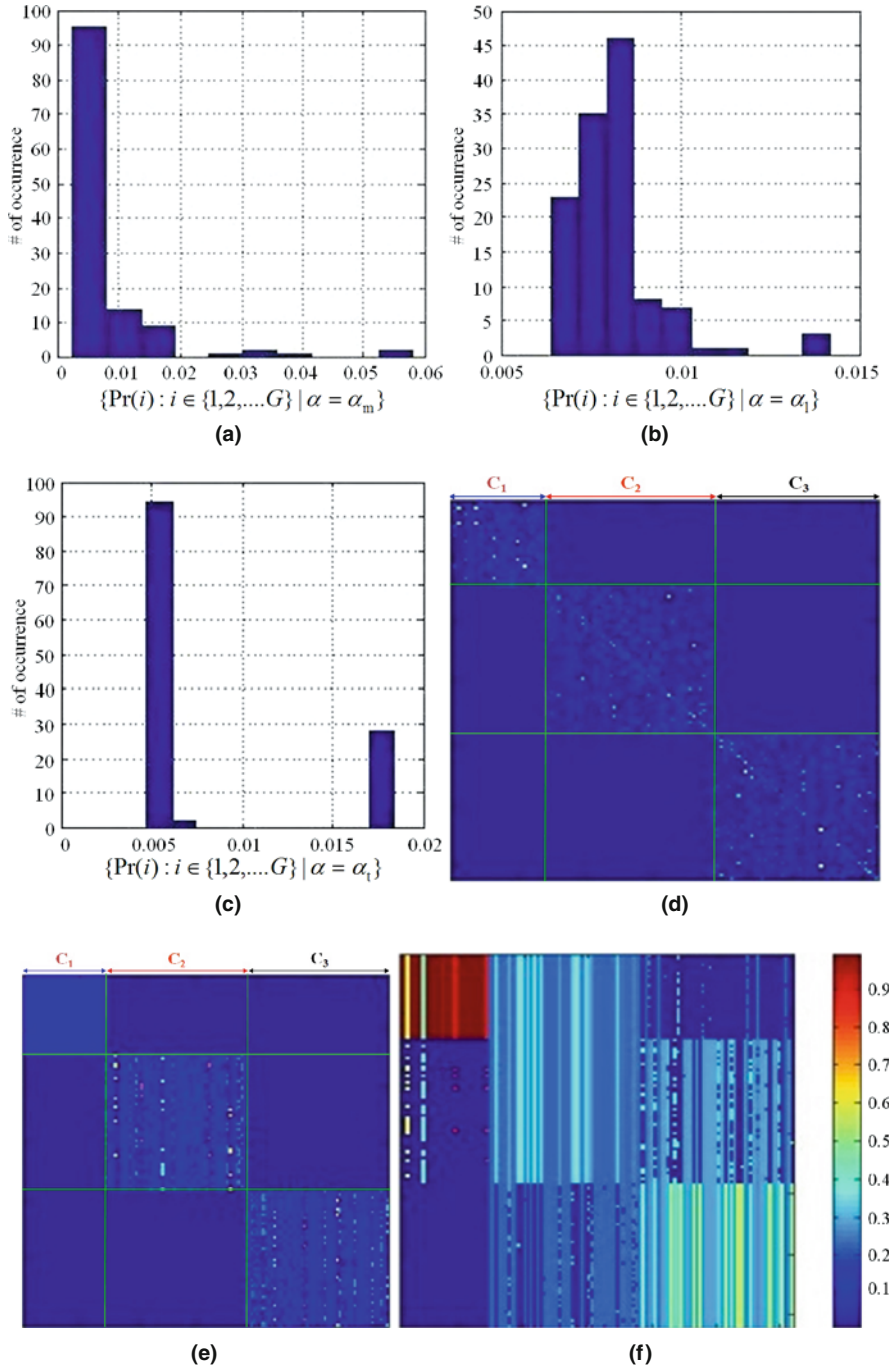 100
90
80
70
60
50
40
30
20
10
0
# of occurrence
0 0.01 0.02 0.03 0.04 0.05 0.06
{Pr(i) : i ∈ {1,2,....G} | α = α_m}
(a)
50
45
40
35
30
25
20
15
10
5
0
# of occurrence
0.005 0.01 0.015
{Pr(i) : i ∈ {1,2,....G} | α = α_l}
(b)
100
90
80
70
60
50
40
30
20
10
0
# of occurrence
0 0.005 0.01 0.015 0.02
{Pr(i) : i ∈ {1,2,....G} | α = α_t}
(c)
C₁ C₂ C₃
(d)
C₁ C₂ C₃
(e)
0.9
0.8
0.7
0.6
0.5
0.4
0.3
0.2
0.1
(f)